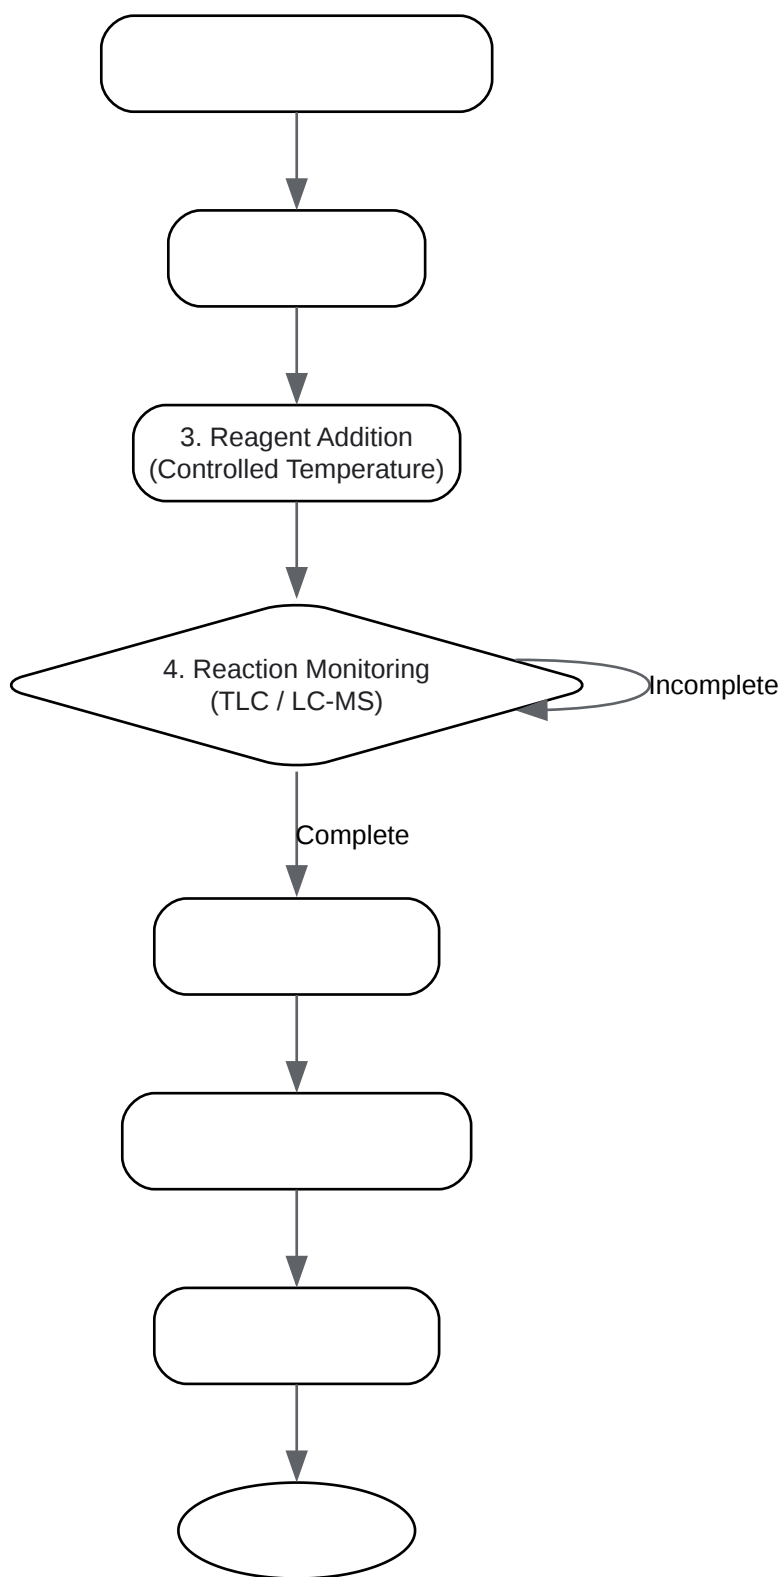 3. Reagent Addition
(Controlled Temperature)
4. Reaction Monitoring
(TLC / LC-MS)
Incomplete
Complete